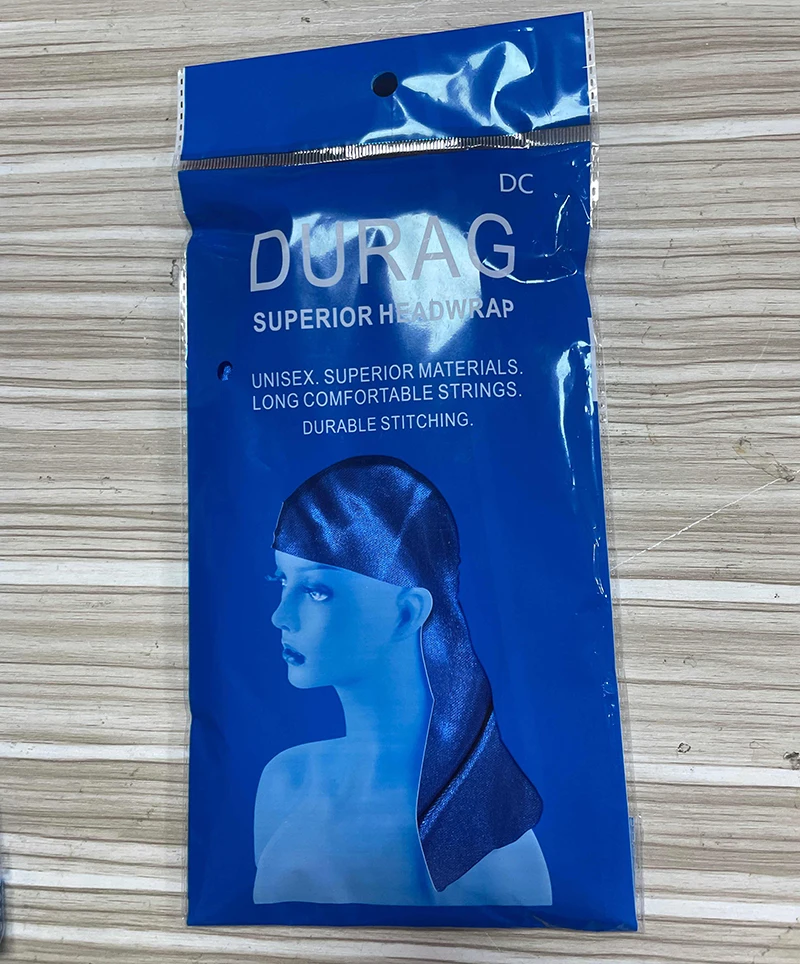 DC
DURAG
SUPERIOR HEADWRAP
UNISEX. SUPERIOR MATERIALS.
LONG COMFORTABLE STRINGS.
DURABLE STITCHING.